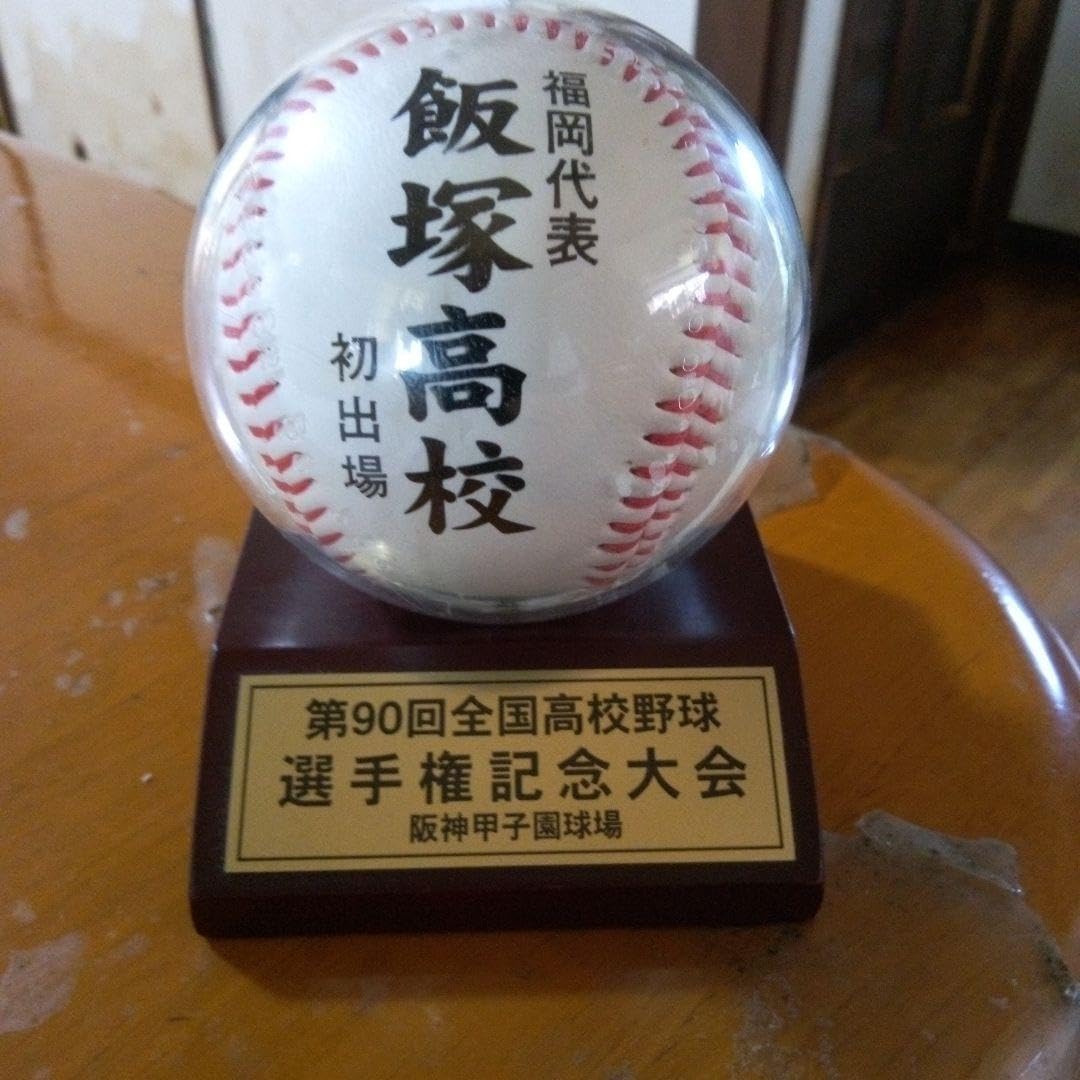 福岡代表
飯塚高校
初出場
第90回全国高校野球
選手権記念大会
阪神甲子園球場